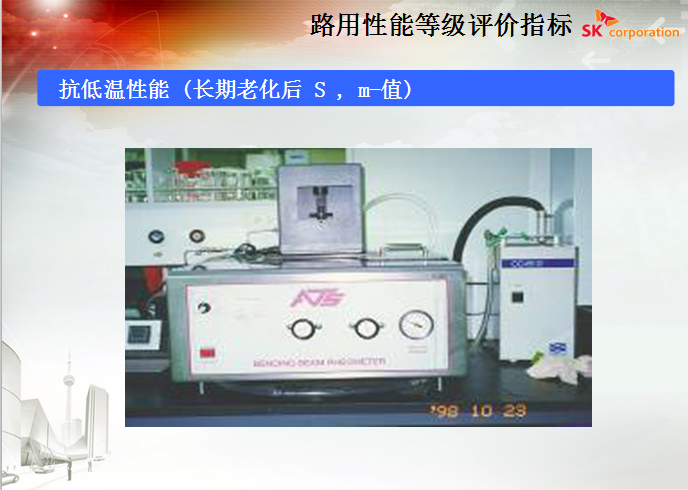 路用性能等级评价指标
SK corporation
抗低温性能 (长期老化后 S , m-值)
ATS
BENDING BEAM RHEOMETER
'98 10 23